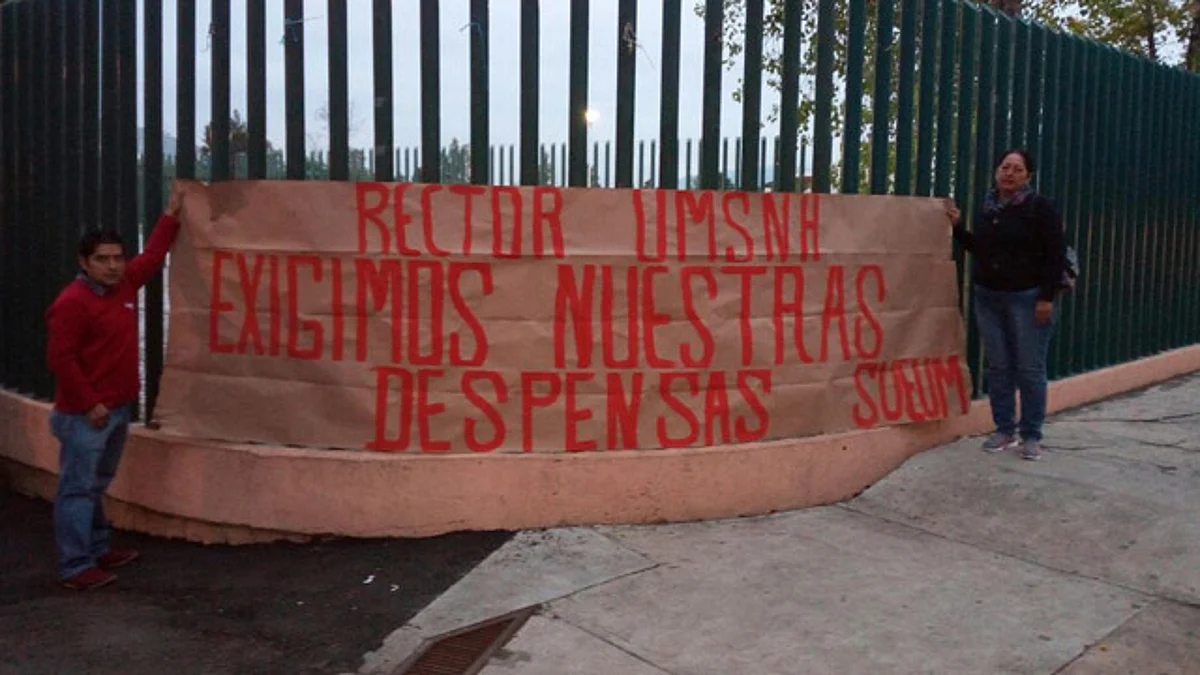 RECTOR UMSNH
EXIGIMOS NUESTRAS
DESPENSAS SUEUM